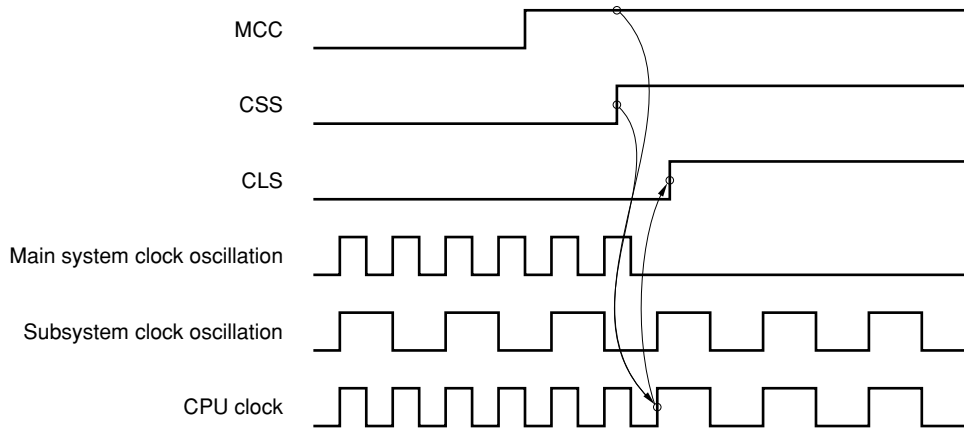 MCC
CSS
CLS
Main system clock oscillation
Subsystem clock oscillation
CPU clock